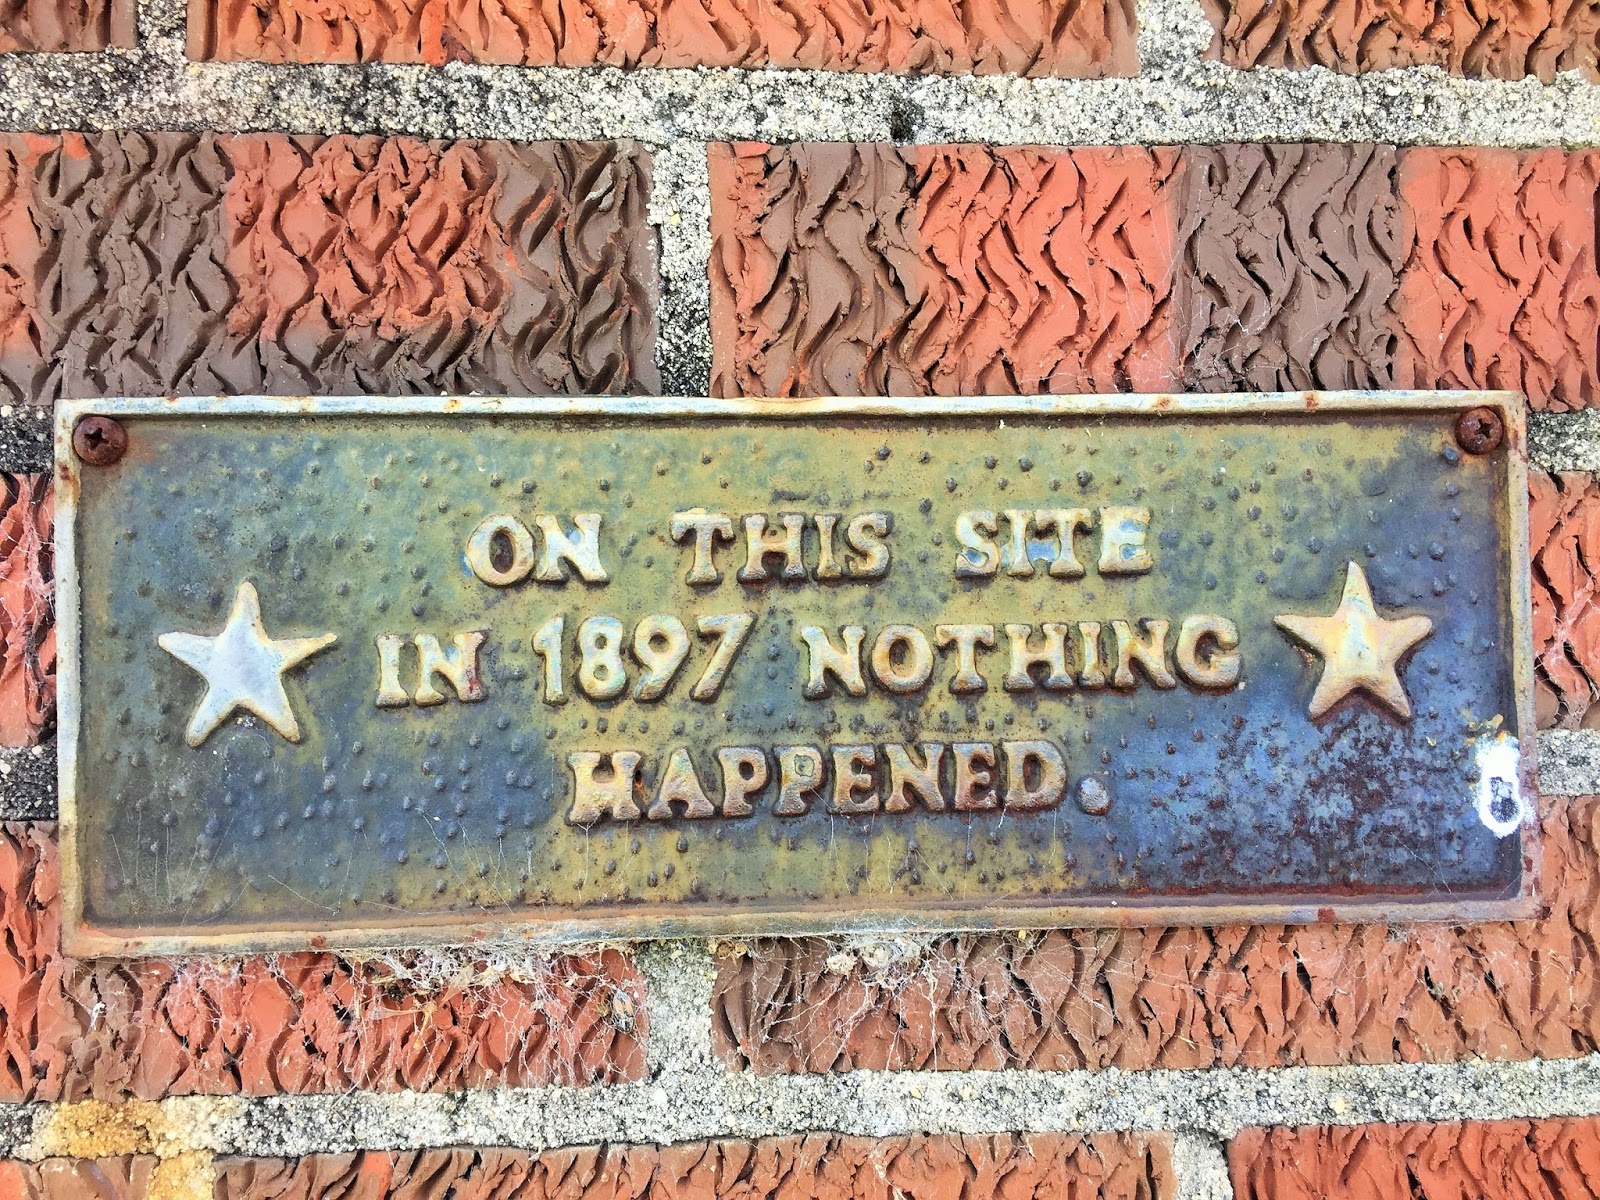 ON THIS SITE
IN 1897 NOTHING
HAPPENED.